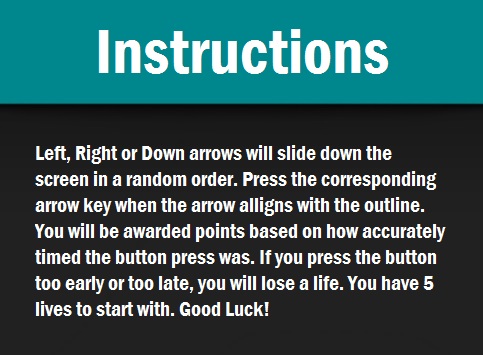 Instructions
Left, Right or Down arrows will slide down the
screen in a random order. Press the corresponding
arrow key when the arrow alligns with the outline.
You will be awarded points based on how accurately
timed the button press was. If you press the button
too early or too late, you will lose a life. You have 5
lives to start with. Good Luck!